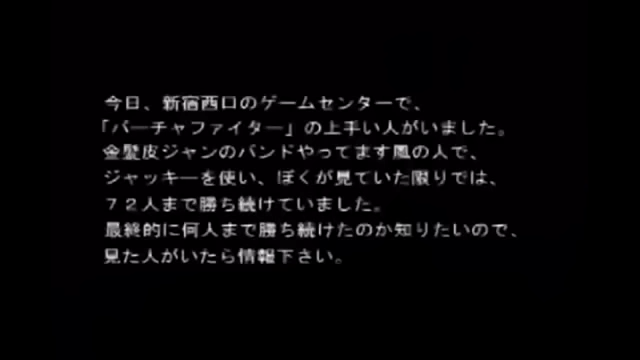 今日、新宿西口のゲームセンターで、
「バーチャファイター」の上手い人がいました。
金髪皮ジャンのバンドやってます風の人で、
ジャッキーを使い、ぼくが見ていた限りでは、
７２人まで勝ち続けていました。
最終的に何人まで勝ち続けたのか知りたいので、
見た人がいたら情報下さい。